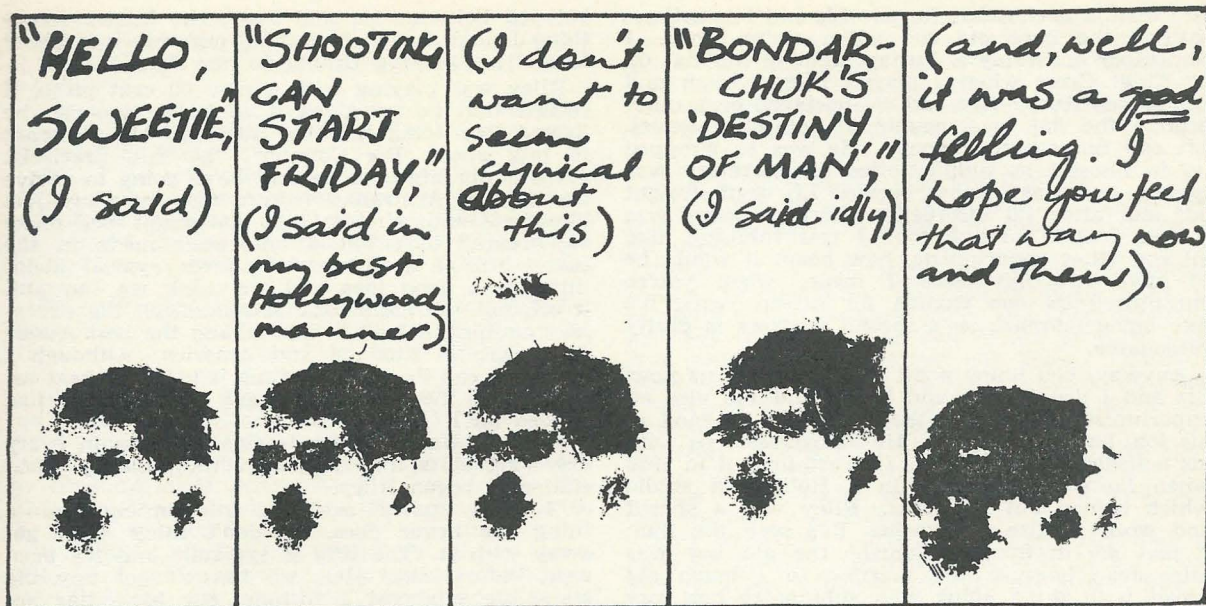 "HELLO,
SWEETIE,"
(I said)
"SHOOTING
CAN
START
FRIDAY,"
(I said in
my best
Hollywood
manner).
(I don't
want to
seem
cynical
about
this)
"BONDAR-
CHUK'S
'DESTINY
OF MAN',"
(I said idly).
(and, well,
it was a good
feeling. I
hope you feel
that way now
and then).